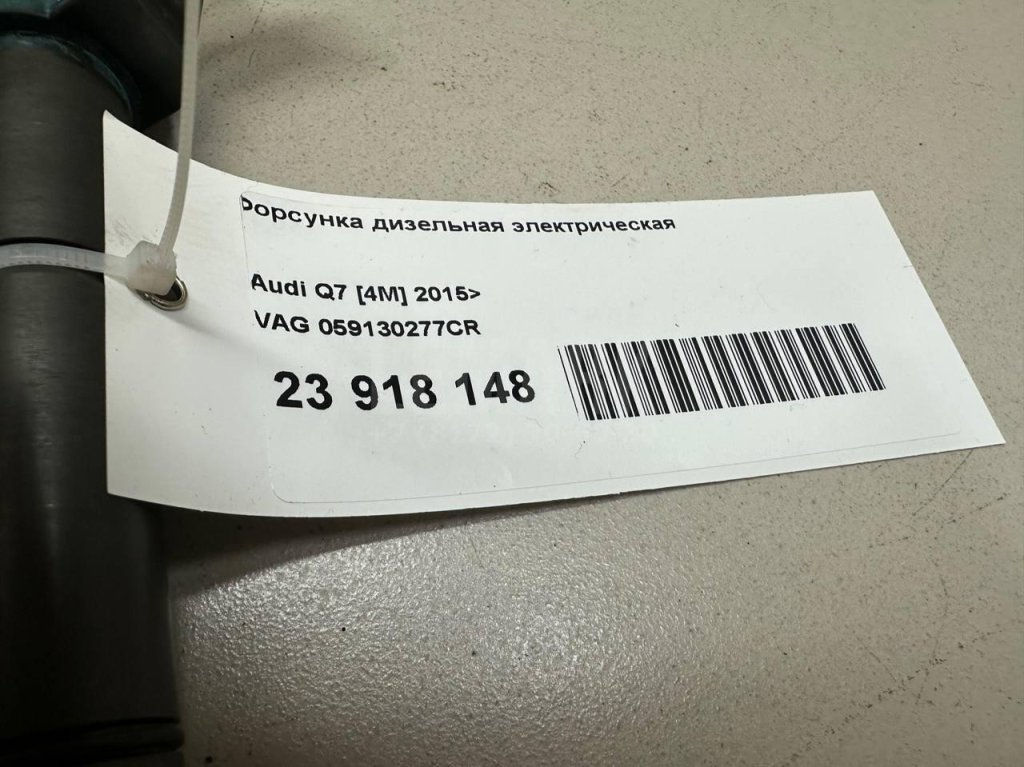 Форсунка дизельная электрическая
Audi Q7 [4M] 2015>
VAG 059130277CR
23 918 148